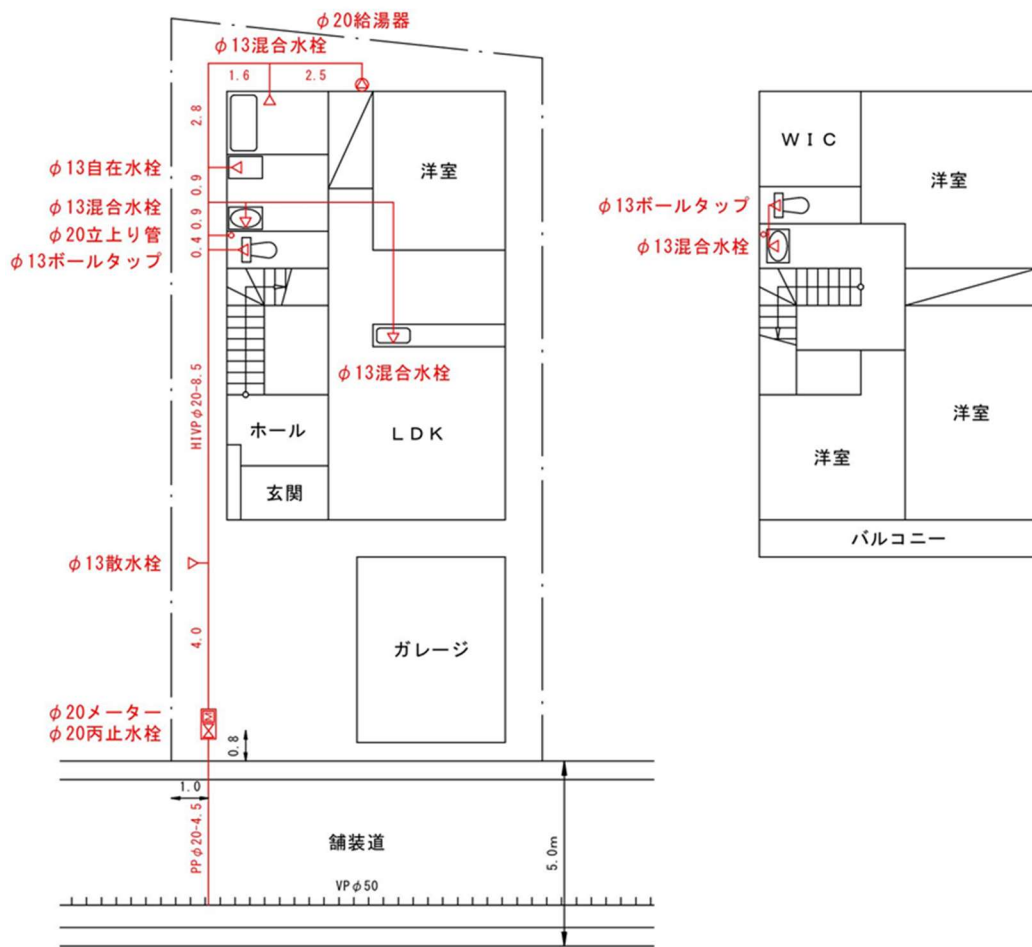 φ20給湯器
φ13混合水栓
1.6
2.5
2.8
φ13自在水栓
0.9
φ13混合水栓
0.9
φ20立上り管
0.4
φ13ボールタップ
洋室
φ13混合水栓
HIVPφ20-8.5
ホール
LDK
玄関
φ13散水栓
4.0
ガレージ
φ20メーター
M
φ20丙止水栓
0.8
1.0
PPφ20-4.5
舗装道
5.0m
VPφ50
WIC
洋室
φ13ボールタップ
φ13混合水栓
洋室
洋室
バルコニー